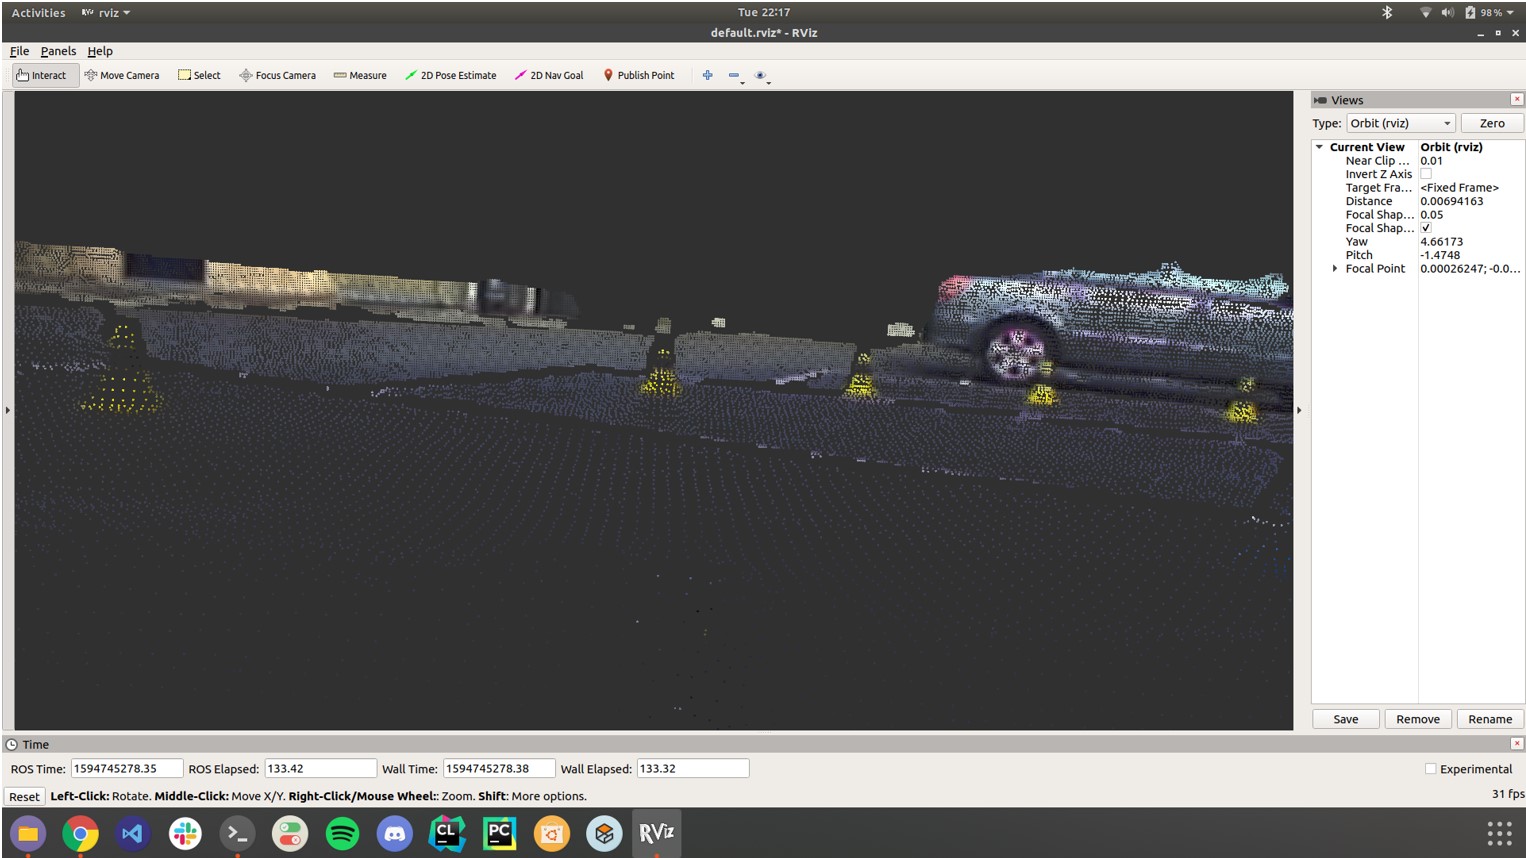 Activities RViz rviz Tue 22:17 98%
default.rviz* - RViz
File Panels Help
Interact Move Camera Select Focus Camera Measure 2D Pose Estimate 2D Nav Goal Publish Point
Views
Type: Orbit (rviz) Zero
Current View Orbit (rviz)
Near Clip ... 0.01
Invert Z Axis
Target Fra... <Fixed Frame>
Distance 0.00694163
Focal Shap... 0.05
Focal Shap...
Yaw 4.66173
Pitch -1.4748
Focal Point 0.00026247; -0.0...
Save Remove Rename
Time
ROS Time: 1594745278.35 ROS Elapsed: 133.42 Wall Time: 1594745278.38 Wall Elapsed: 133.32 Experimental
Reset Left-Click: Rotate. Middle-Click: Move X/Y. Right-Click/Mouse Wheel:: Zoom. Shift: More options. 31 fps
CL PC RViz